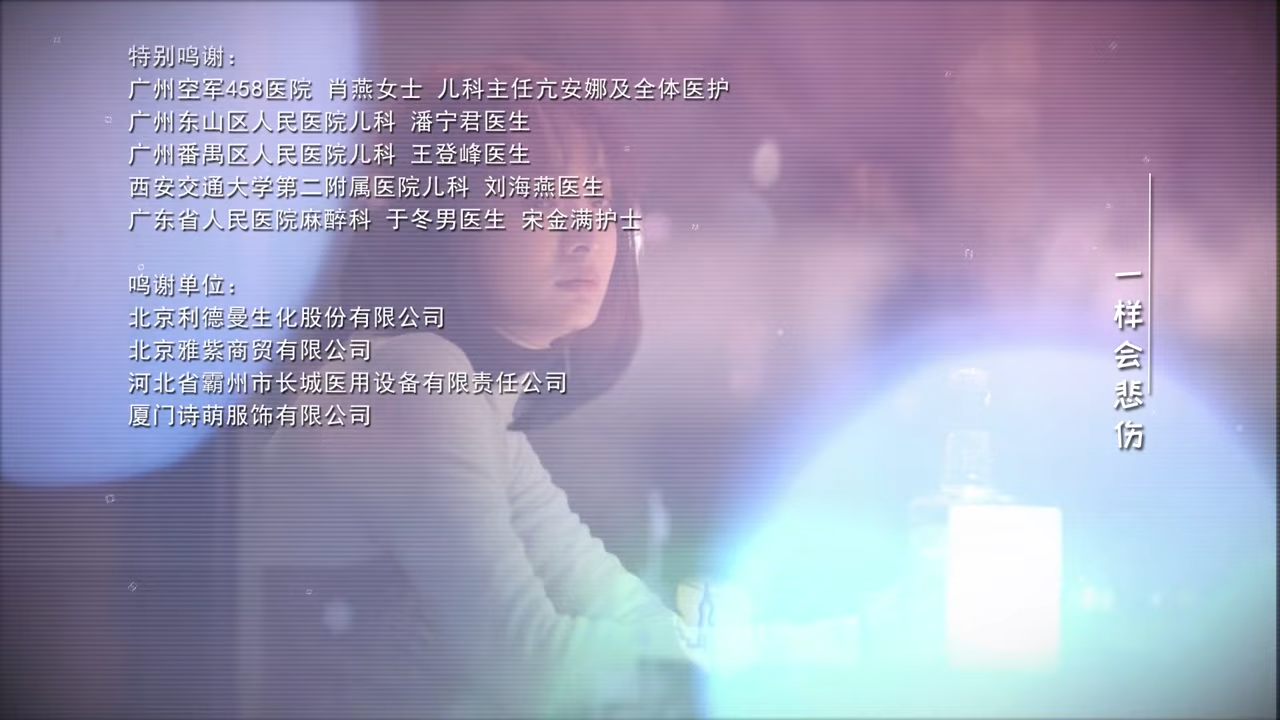 特别鸣谢：
广州空军458医院 肖燕女士 儿科主任亢安娜及全体医护
广州东山区人民医院儿科 潘宁君医生
广州番禺区人民医院儿科 王登峰医生
西安交通大学第二附属医院儿科 刘海燕医生
广东省人民医院麻醉科 于冬男医生 宋金满护士
鸣谢单位：
北京利德曼生化股份有限公司
北京雅紫商贸有限公司
河北省霸州市长城医用设备有限责任公司
厦门诗萌服饰有限公司
一样会悲伤